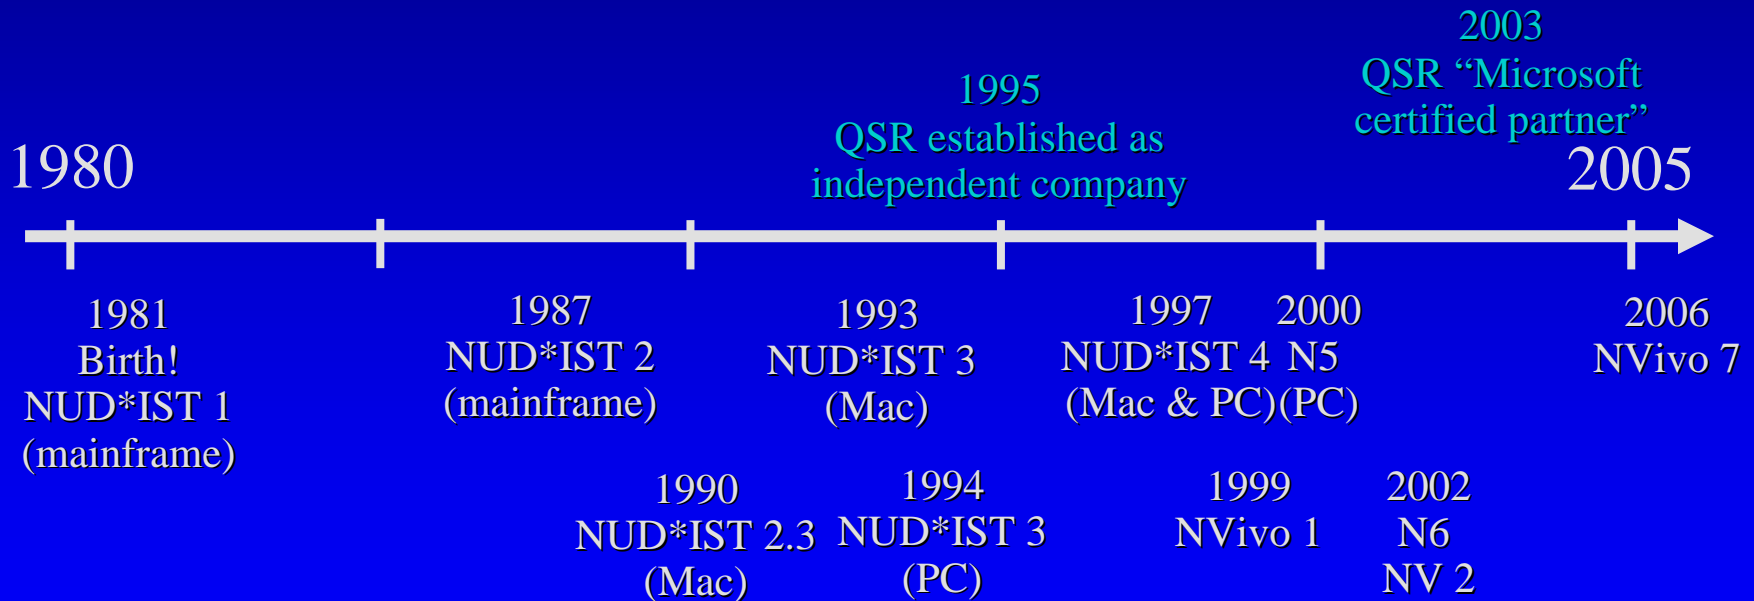 2003
QSR “Microsoft
certified partner”
1995
QSR established as
independent company
1980
2005
1981
Birth!
NUD*IST 1
(mainframe)
1987
NUD*IST 2
(mainframe)
1993
NUD*IST 3
(Mac)
1997
NUD*IST 4
(Mac & PC)
2000
N5
(PC)
2006
NVivo 7
1990
NUD*IST 2.3
(Mac)
1994
NUD*IST 3
(PC)
1999
NVivo 1
2002
N6
NV 2